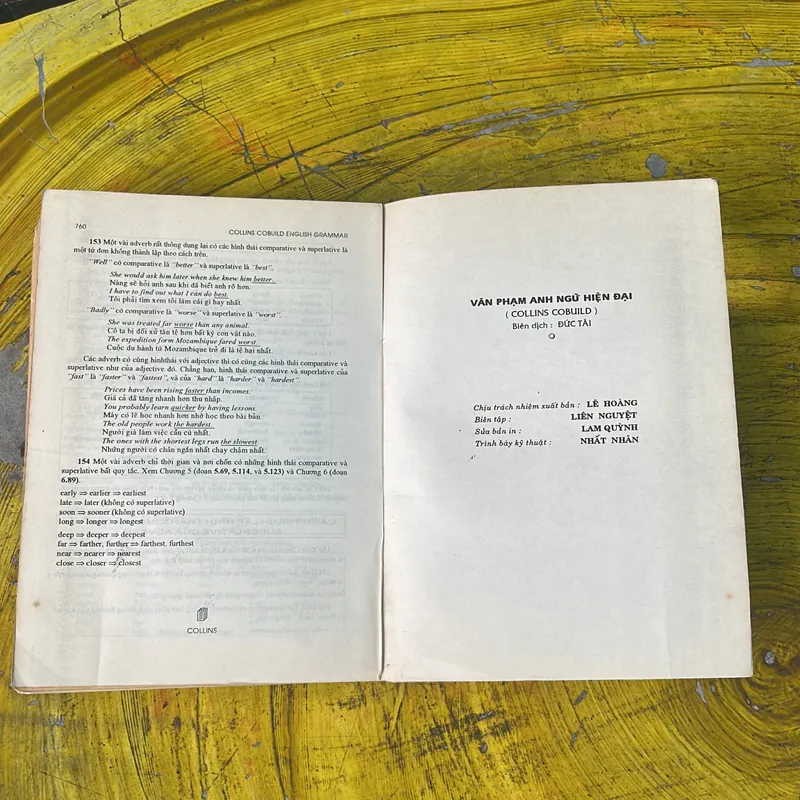 760
COLLINS COBUILD ENGLISH GRAMMAR
153 Một vài adverb rất thông dụng lại có các hình thái comparative và superlative là
một từ đơn không thành lập theo cách trên.
"Well" có comparative là "better" và superlative là "best".
She would ask him later when she knew him better.
Nàng sẽ hỏi anh sau khi đã biết anh rõ hơn.
I have to find out what I can do best.
Tôi phải tìm xem tôi làm cái gì hay nhất.
"Badly" có comparative là "worse" và superlative là "worst".
She was treated far worse than any animal.
Cô ta bị đối xử tàn tệ hơn bất kỳ con vật nào.
The expedition form Mozambique fared worst.
Cuộc du hành từ Mozambique trở đi là tệ hại nhất.
Các adverb có cùng hìnhthái với adjective thì có cùng các hình thái comparative và
superlative như của adjective đó. Chẳng hạn, hình thái comparative và superlative của
"fast" là "faster" và "fastest", và của "hard" là "harder" và "hardest".
Prices have been rising faster than incomes.
Giá cả đã tăng nhanh hơn thu nhập.
You probably learn quicker by having lessons.
Mày có lẽ học nhanh hơn nhờ học theo bài bản.
The old people work the hardest.
Người già làm việc cần cù nhất.
The ones with the shortest legs run the slowest.
Những người có chân ngắn nhất chạy chậm nhất.
154 Một vài adverb chỉ thời gian và nơi chốn có những hình thái comparative và
superlative bất quy tắc. Xem Chương 5 (đoạn 5.69, 5.114, và 5.123) và Chương 6 (đoạn
6.89).
early ⇒ earlier ⇒ earliest
late ⇒ later (không có superlative)
soon ⇒ sooner (không có superlative)
long ⇒ longer ⇒ longest
deep ⇒ deeper ⇒ deepest
far ⇒ farther, further ⇒ farthest, furthest
near ⇒ nearer ⇒ nearest
close ⇒ closer ⇒ closest
COLLINS
VĂN PHẠM ANH NGỮ HIỆN ĐẠI
( COLLINS COBUILD )
Biên dịch : ĐỨC TÀI
Chịu trách nhiệm xuất bản : LÊ HOÀNG
Biên tập : LIÊN NGUYỆT
Sửa bản in : LAM QUỲNH
Trình bày kỹ thuật : NHẤT NHÂN